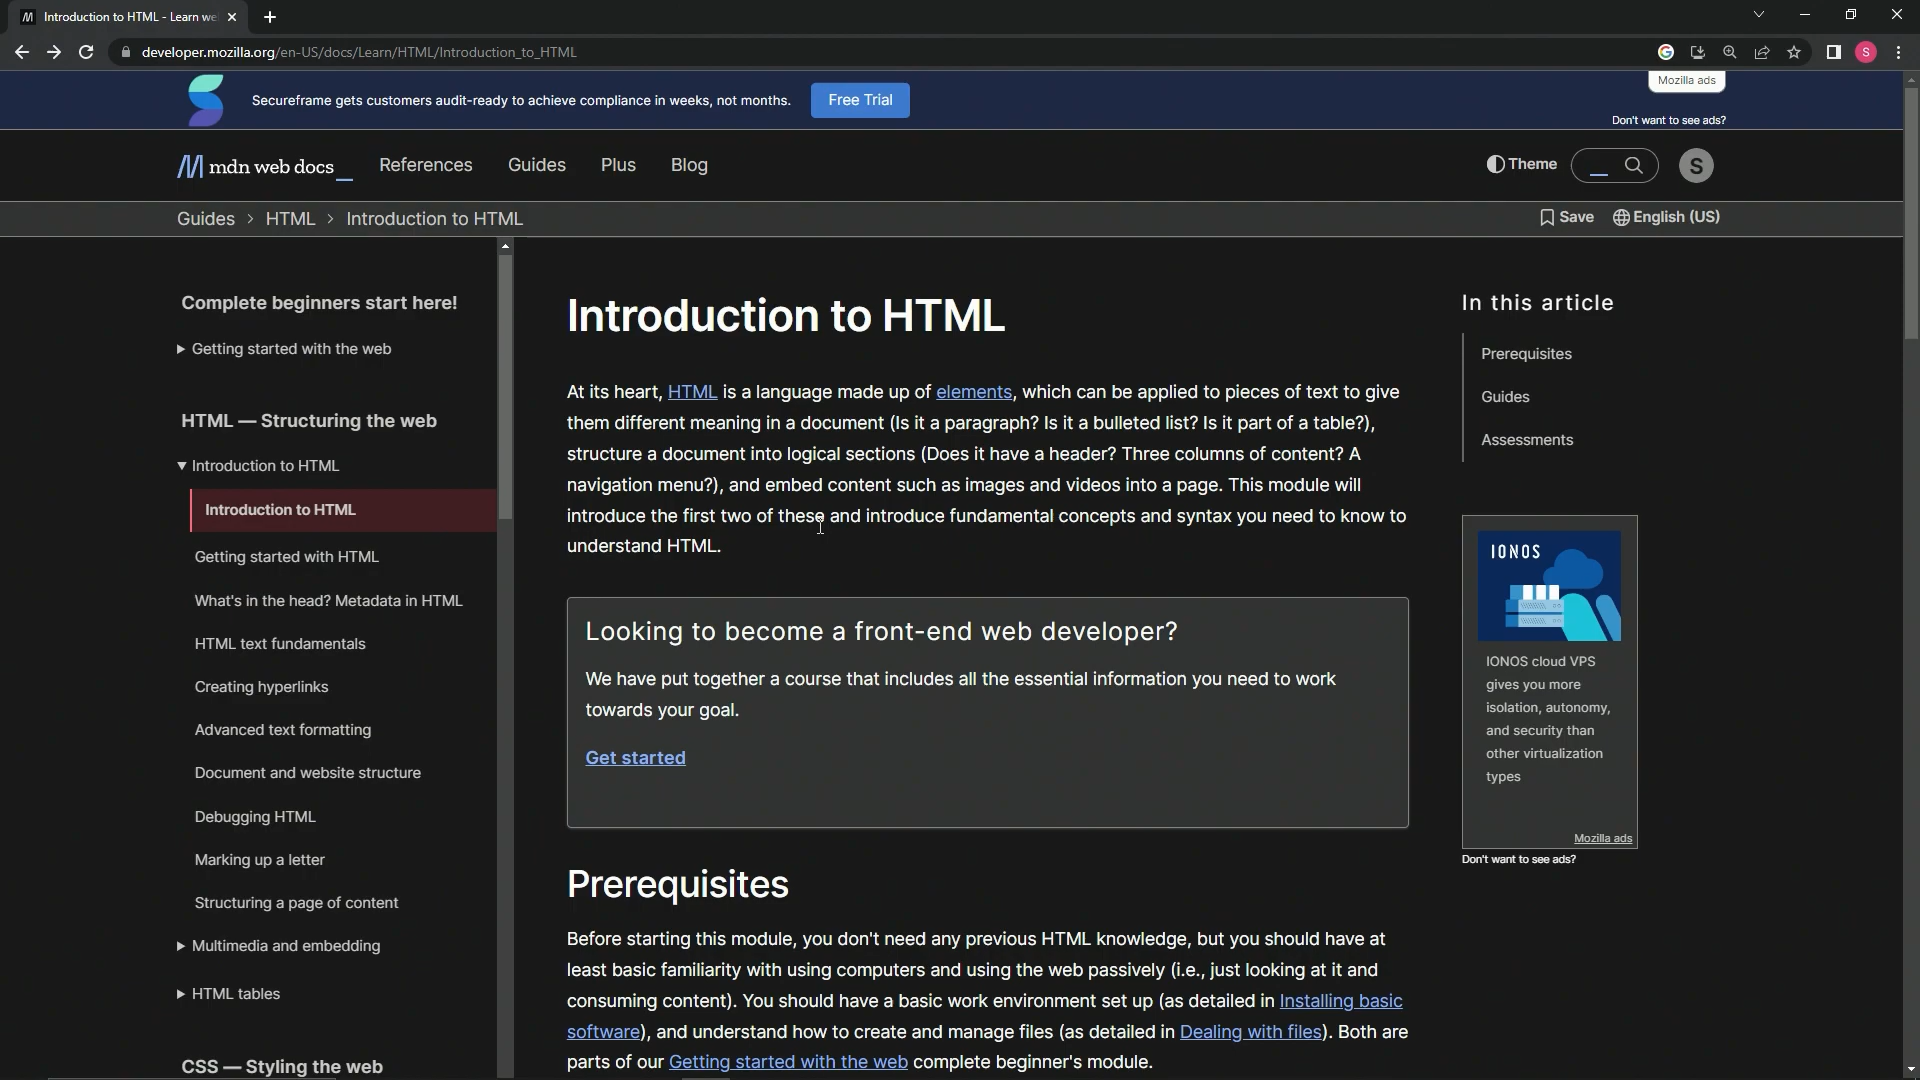 Introduction to HTML - Learn we
developer.mozilla.org/en-US/docs/Learn/HTML/Introduction_to_HTML
S
Secureframe gets customers audit-ready to achieve compliance in weeks, not months.
Free Trial
Mozilla ads
Don't want to see ads?
mdn web docs_
References
Guides
Plus
Blog
Theme
S
Guides > HTML > Introduction to HTML
Save
English (US)
Complete beginners start here!
Getting started with the web
HTML — Structuring the web
Introduction to HTML
Introduction to HTML
Getting started with HTML
What's in the head? Metadata in HTML
HTML text fundamentals
Creating hyperlinks
Advanced text formatting
Document and website structure
Debugging HTML
Marking up a letter
Structuring a page of content
Multimedia and embedding
HTML tables
CSS — Styling the web
Introduction to HTML
At its heart, HTML is a language made up of elements, which can be applied to pieces of text to give
them different meaning in a document (Is it a paragraph? Is it a bulleted list? Is it part of a table?),
structure a document into logical sections (Does it have a header? Three columns of content? A
navigation menu?), and embed content such as images and videos into a page. This module will
introduce the first two of these and introduce fundamental concepts and syntax you need to know to
understand HTML.
Looking to become a front-end web developer?
We have put together a course that includes all the essential information you need to work
towards your goal.
Get started
Prerequisites
Before starting this module, you don't need any previous HTML knowledge, but you should have at
least basic familiarity with using computers and using the web passively (i.e., just looking at it and
consuming content). You should have a basic work environment set up (as detailed in Installing basic
software), and understand how to create and manage files (as detailed in Dealing with files). Both are
parts of our Getting started with the web complete beginner's module.
In this article
Prerequisites
Guides
Assessments
IONOS
IONOS cloud VPS
gives you more
isolation, autonomy,
and security than
other virtualization
types
Mozilla ads
Don't want to see ads?